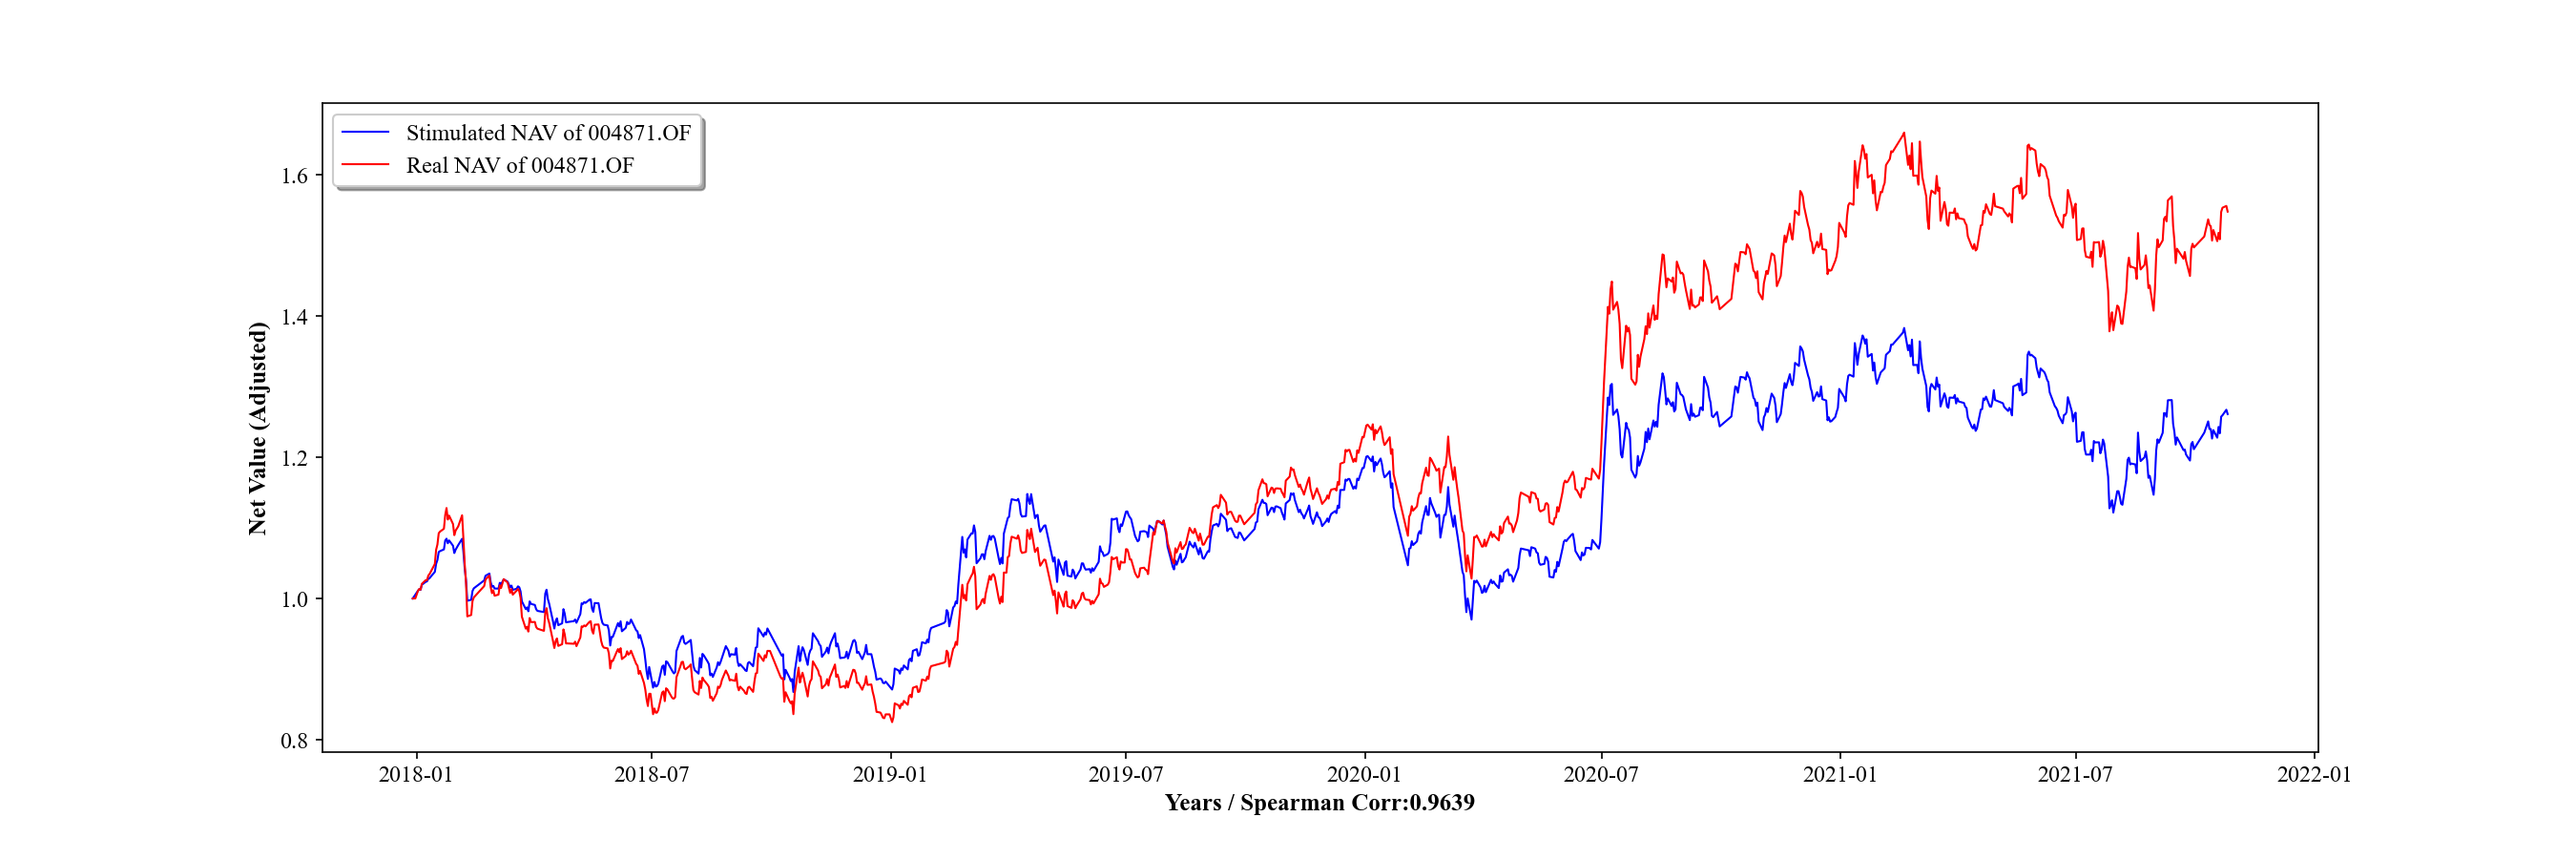 Stimulated NAV of 004871.OF
Real NAV of 004871.OF
Net Value (Adjusted)
1.6
1.4
1.2
1.0
0.8
2018-01 2018-07 2019-01 2019-07 2020-01 2020-07 2021-01 2021-07 2022-01
Years / Spearman Corr:0.9639